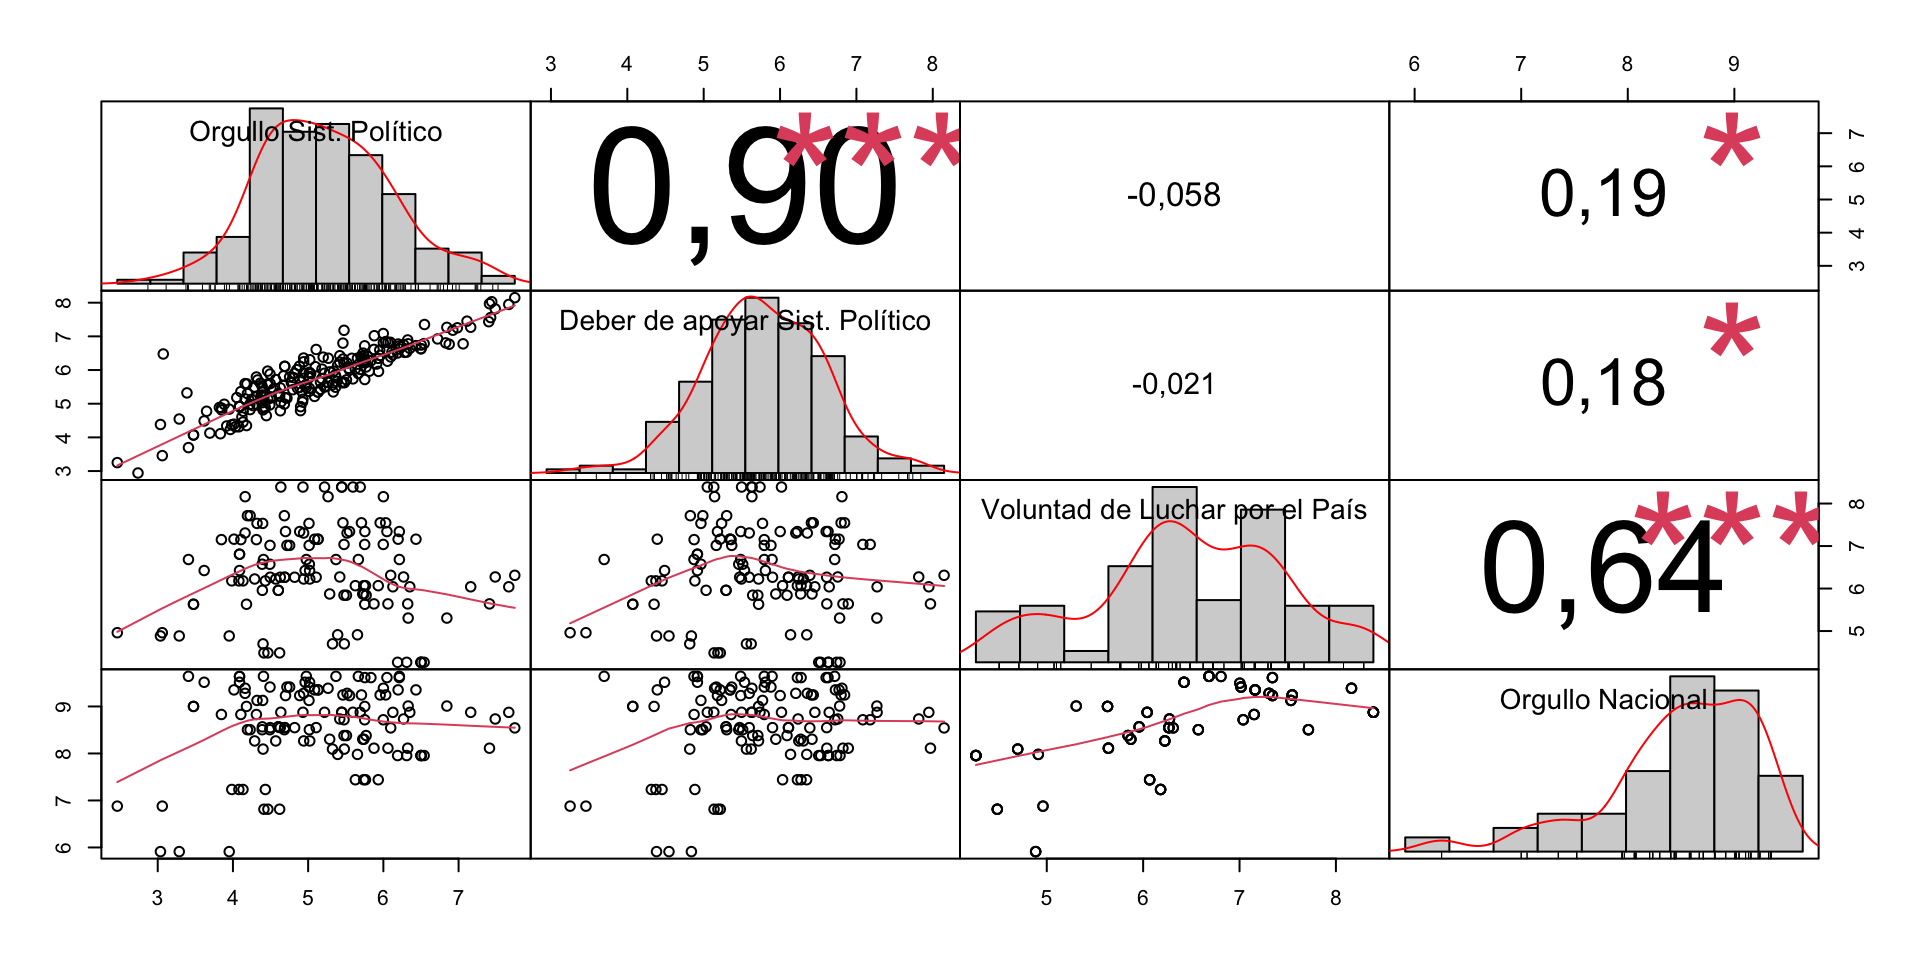 3 4 5 6 7 8 6 7 8 9
Orgullo Sist. Político 0,90 *** -0,058 0,19 * 3 4 5 6 7
3 4 5 6 7 8 Deber de apoyar Sist. Político -0,021 0,18 *
Voluntad de Luchar por el País 0,64 *** 5 6 7 8
6 7 8 9 Orgullo Nacional
3 4 5 6 7 5 6 7 8